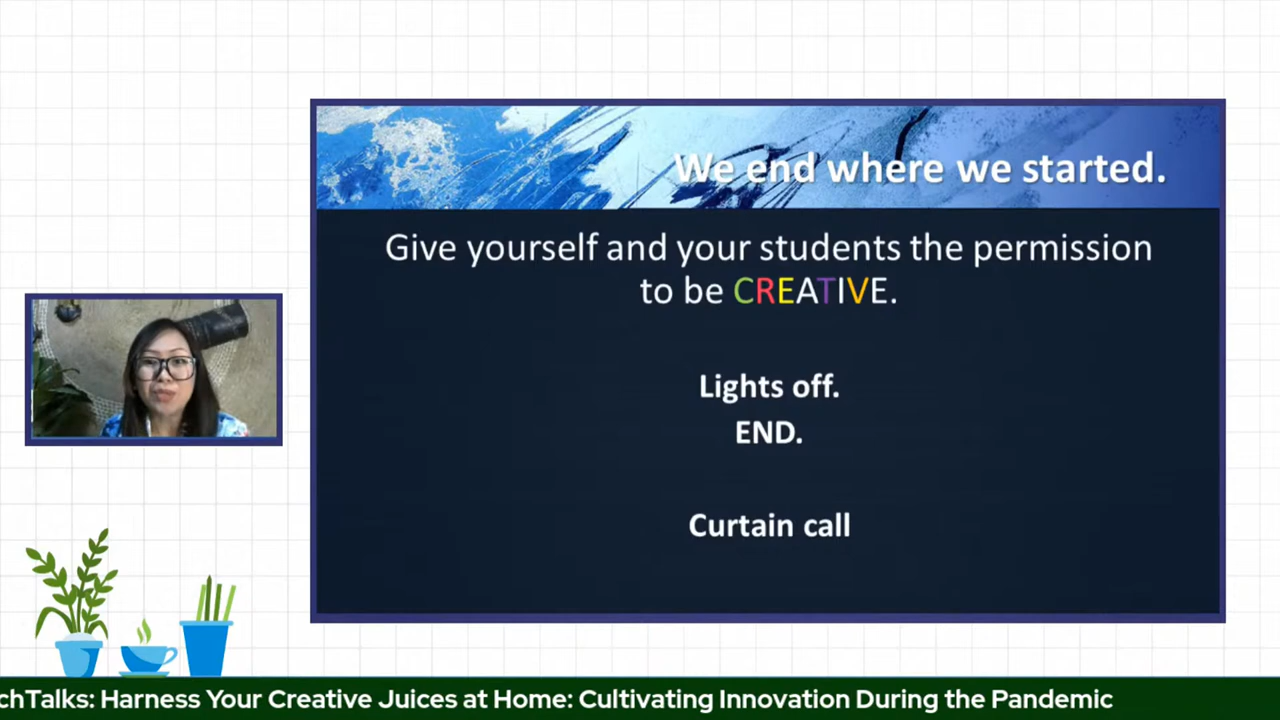 We end where we started.
Give yourself and your students the permission
to be CREATIVE.
Lights off.
END.
Curtain call
chTalks: Harness Your Creative Juices at Home: Cultivating Innovation During the Pandemic